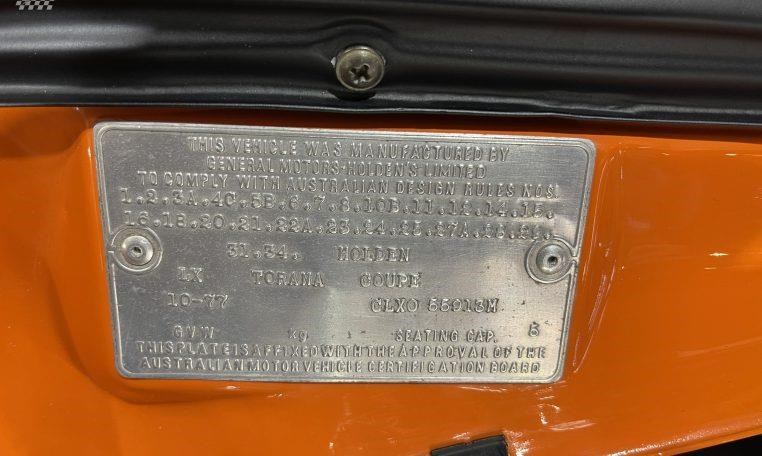 THIS VEHICLE WAS MANUFACTURED BY
GENERAL MOTORS-HOLDEN'S LIMITED
TO COMPLY WITH AUSTRALIAN DESIGN RULES NOS.
1.2.3A.4C.5B.6.7.8.10B.11.12.14.15.
16.18.20.21.22A.23.24.25.27A.28.29.
31.34. HOLDEN
LX TORANA COUPE
10-77 CLXO 55913M
GVW kg SEATING CAP. 5
THIS PLATE IS AFFIXED WITH THE APPROVAL OF THE
AUSTRALIAN MOTOR VEHICLE CERTIFICATION BOARD